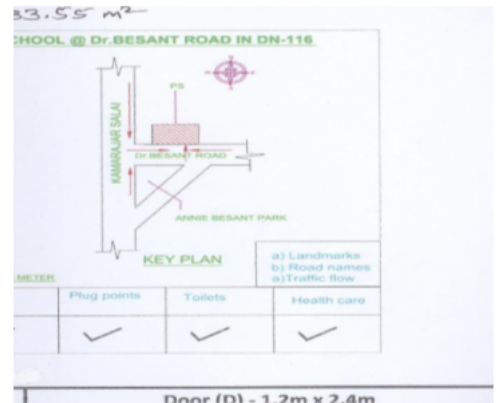 33.55 m²
CHOOL @ Dr.BESANT ROAD IN DN-116
PS
KAMARAJAR SALAI
Dr.BESANT ROAD
ANNIE BESANT PARK
KEY PLAN
a) Landmarks
b) Road names
a)Traffic flow
METER
Plug points Toilets Health care
Door (D) - 1.2m x 2.4m